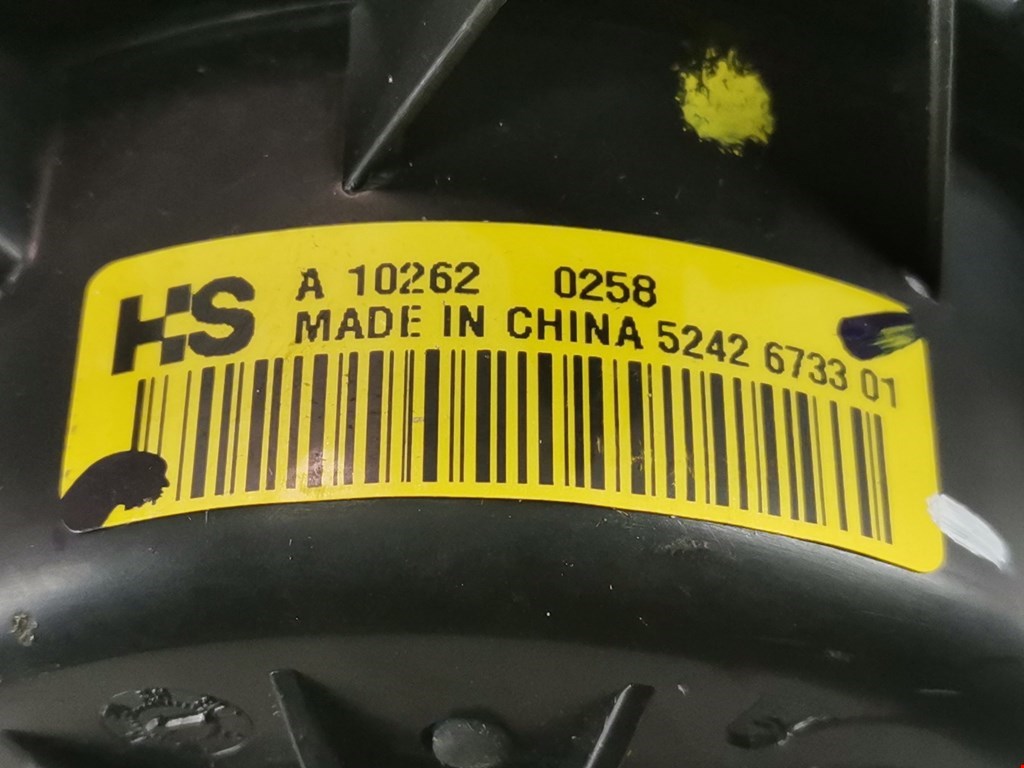 HS
A 10262 0258
MADE IN CHINA 5242 6733 01